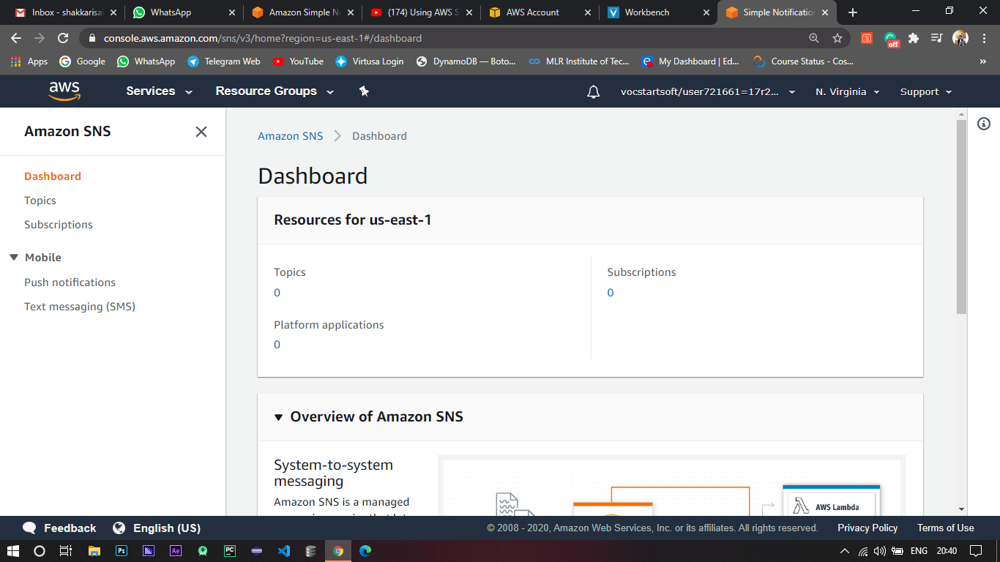 Inbox - shakkarisa
WhatsApp
Amazon Simple N
(174) Using AWS S
AWS Account
Workbench
Simple Notification
console.aws.amazon.com/sns/v3/home?region=us-east-1#/dashboard
off
Apps
Google
WhatsApp
Telegram Web
YouTube
Virtusa Login
DynamoDB — Boto...
MLR Institute of Tec...
My Dashboard | Ed...
Course Status - Cos...
aws
Services
Resource Groups
vocstartsoft/user721661=17r2...
N. Virginia
Support
Amazon SNS
Dashboard
Topics
Subscriptions
Mobile
Push notifications
Text messaging (SMS)
Amazon SNS
Dashboard
Dashboard
Resources for us-east-1
Topics
0
Subscriptions
0
Platform applications
0
Overview of Amazon SNS
System-to-system
messaging
Amazon SNS is a managed
AWS Lambda
Feedback
English (US)
© 2008 - 2020, Amazon Web Services, Inc. or its affiliates. All rights reserved.
Privacy Policy
Terms of Use
Ps
Ae
PC
ENG
20:40